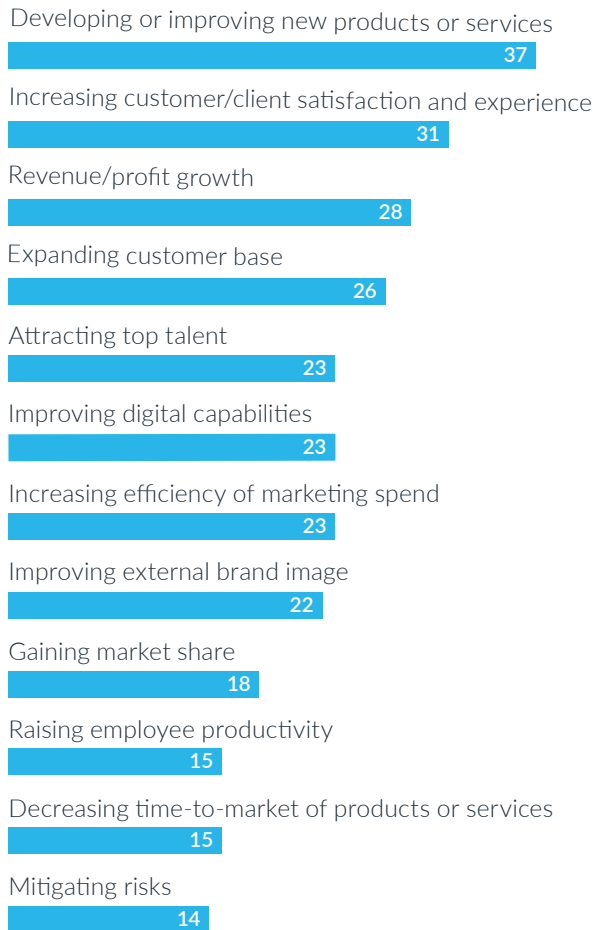 Developing or improving new products or services
37
Increasing customer/client satisfaction and experience
31
Revenue/profit growth
28
Expanding customer base
26
Attracting top talent
23
Improving digital capabilities
23
Increasing efficiency of marketing spend
23
Improving external brand image
22
Gaining market share
18
Raising employee productivity
15
Decreasing time-to-market of products or services
15
Mitigating risks
14